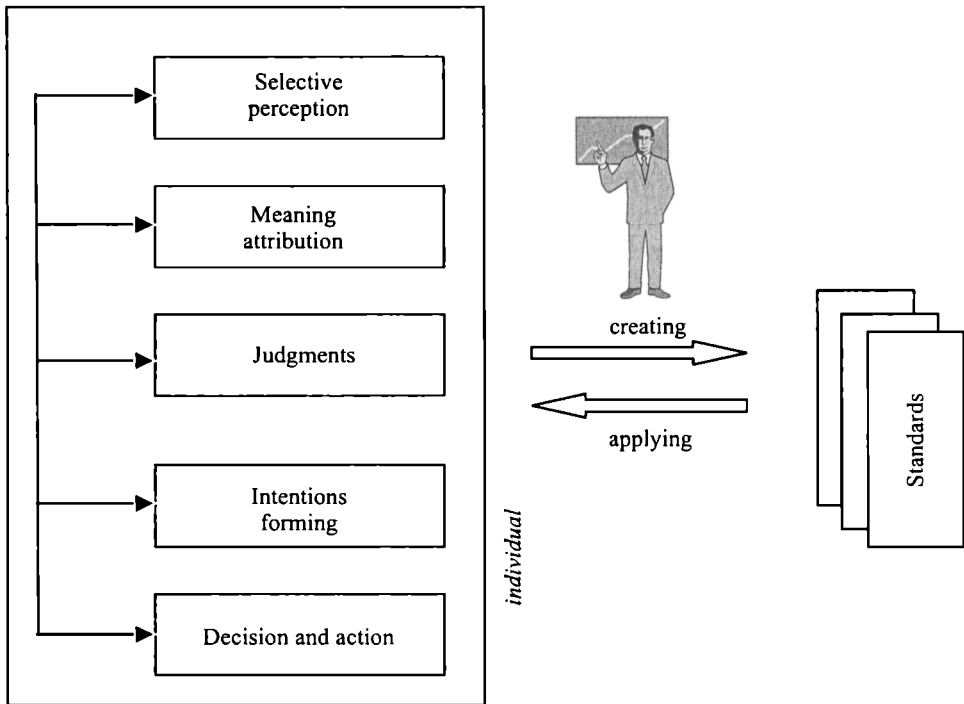 Selective
perception
Meaning
attribution
Judgments
Intentions
forming
Decision and action
individual
creating
applying
Standards